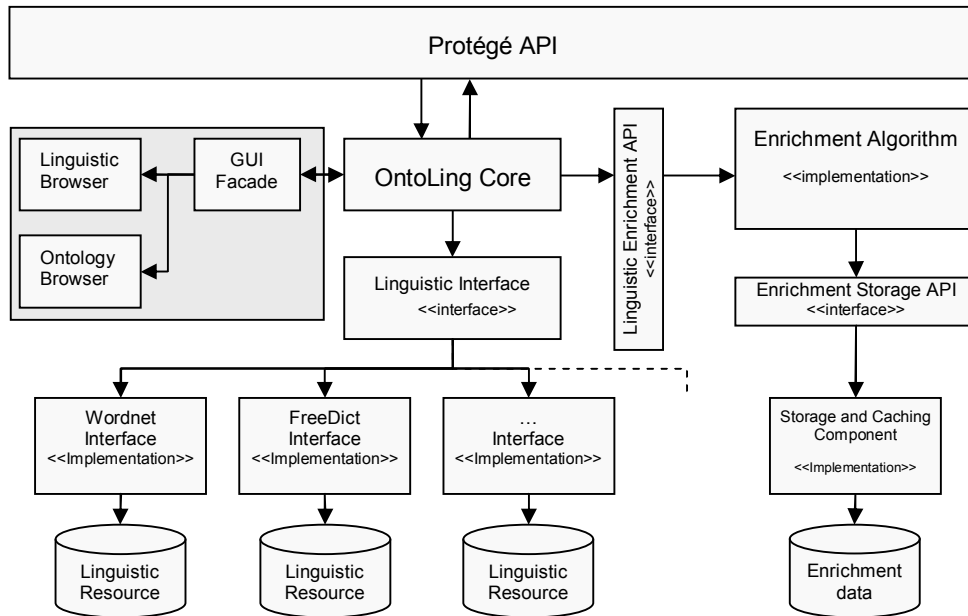 Protégé API
Linguistic
Browser
GUI
Facade
OntoLing Core
Linguistic Enrichment API
<<interface>>
Enrichment Algorithm
<<implementation>>
Ontology
Browser
Linguistic Interface
<<interface>>
Enrichment Storage API
<<interface>>
Wordnet
Interface
<<Implementation>>
FreeDict
Interface
<<Implementation>>
...
Interface
<<Implementation>>
Storage and Caching
Component
<<Implementation>>
Linguistic
Resource
Linguistic
Resource
Linguistic
Resource
Enrichment
data